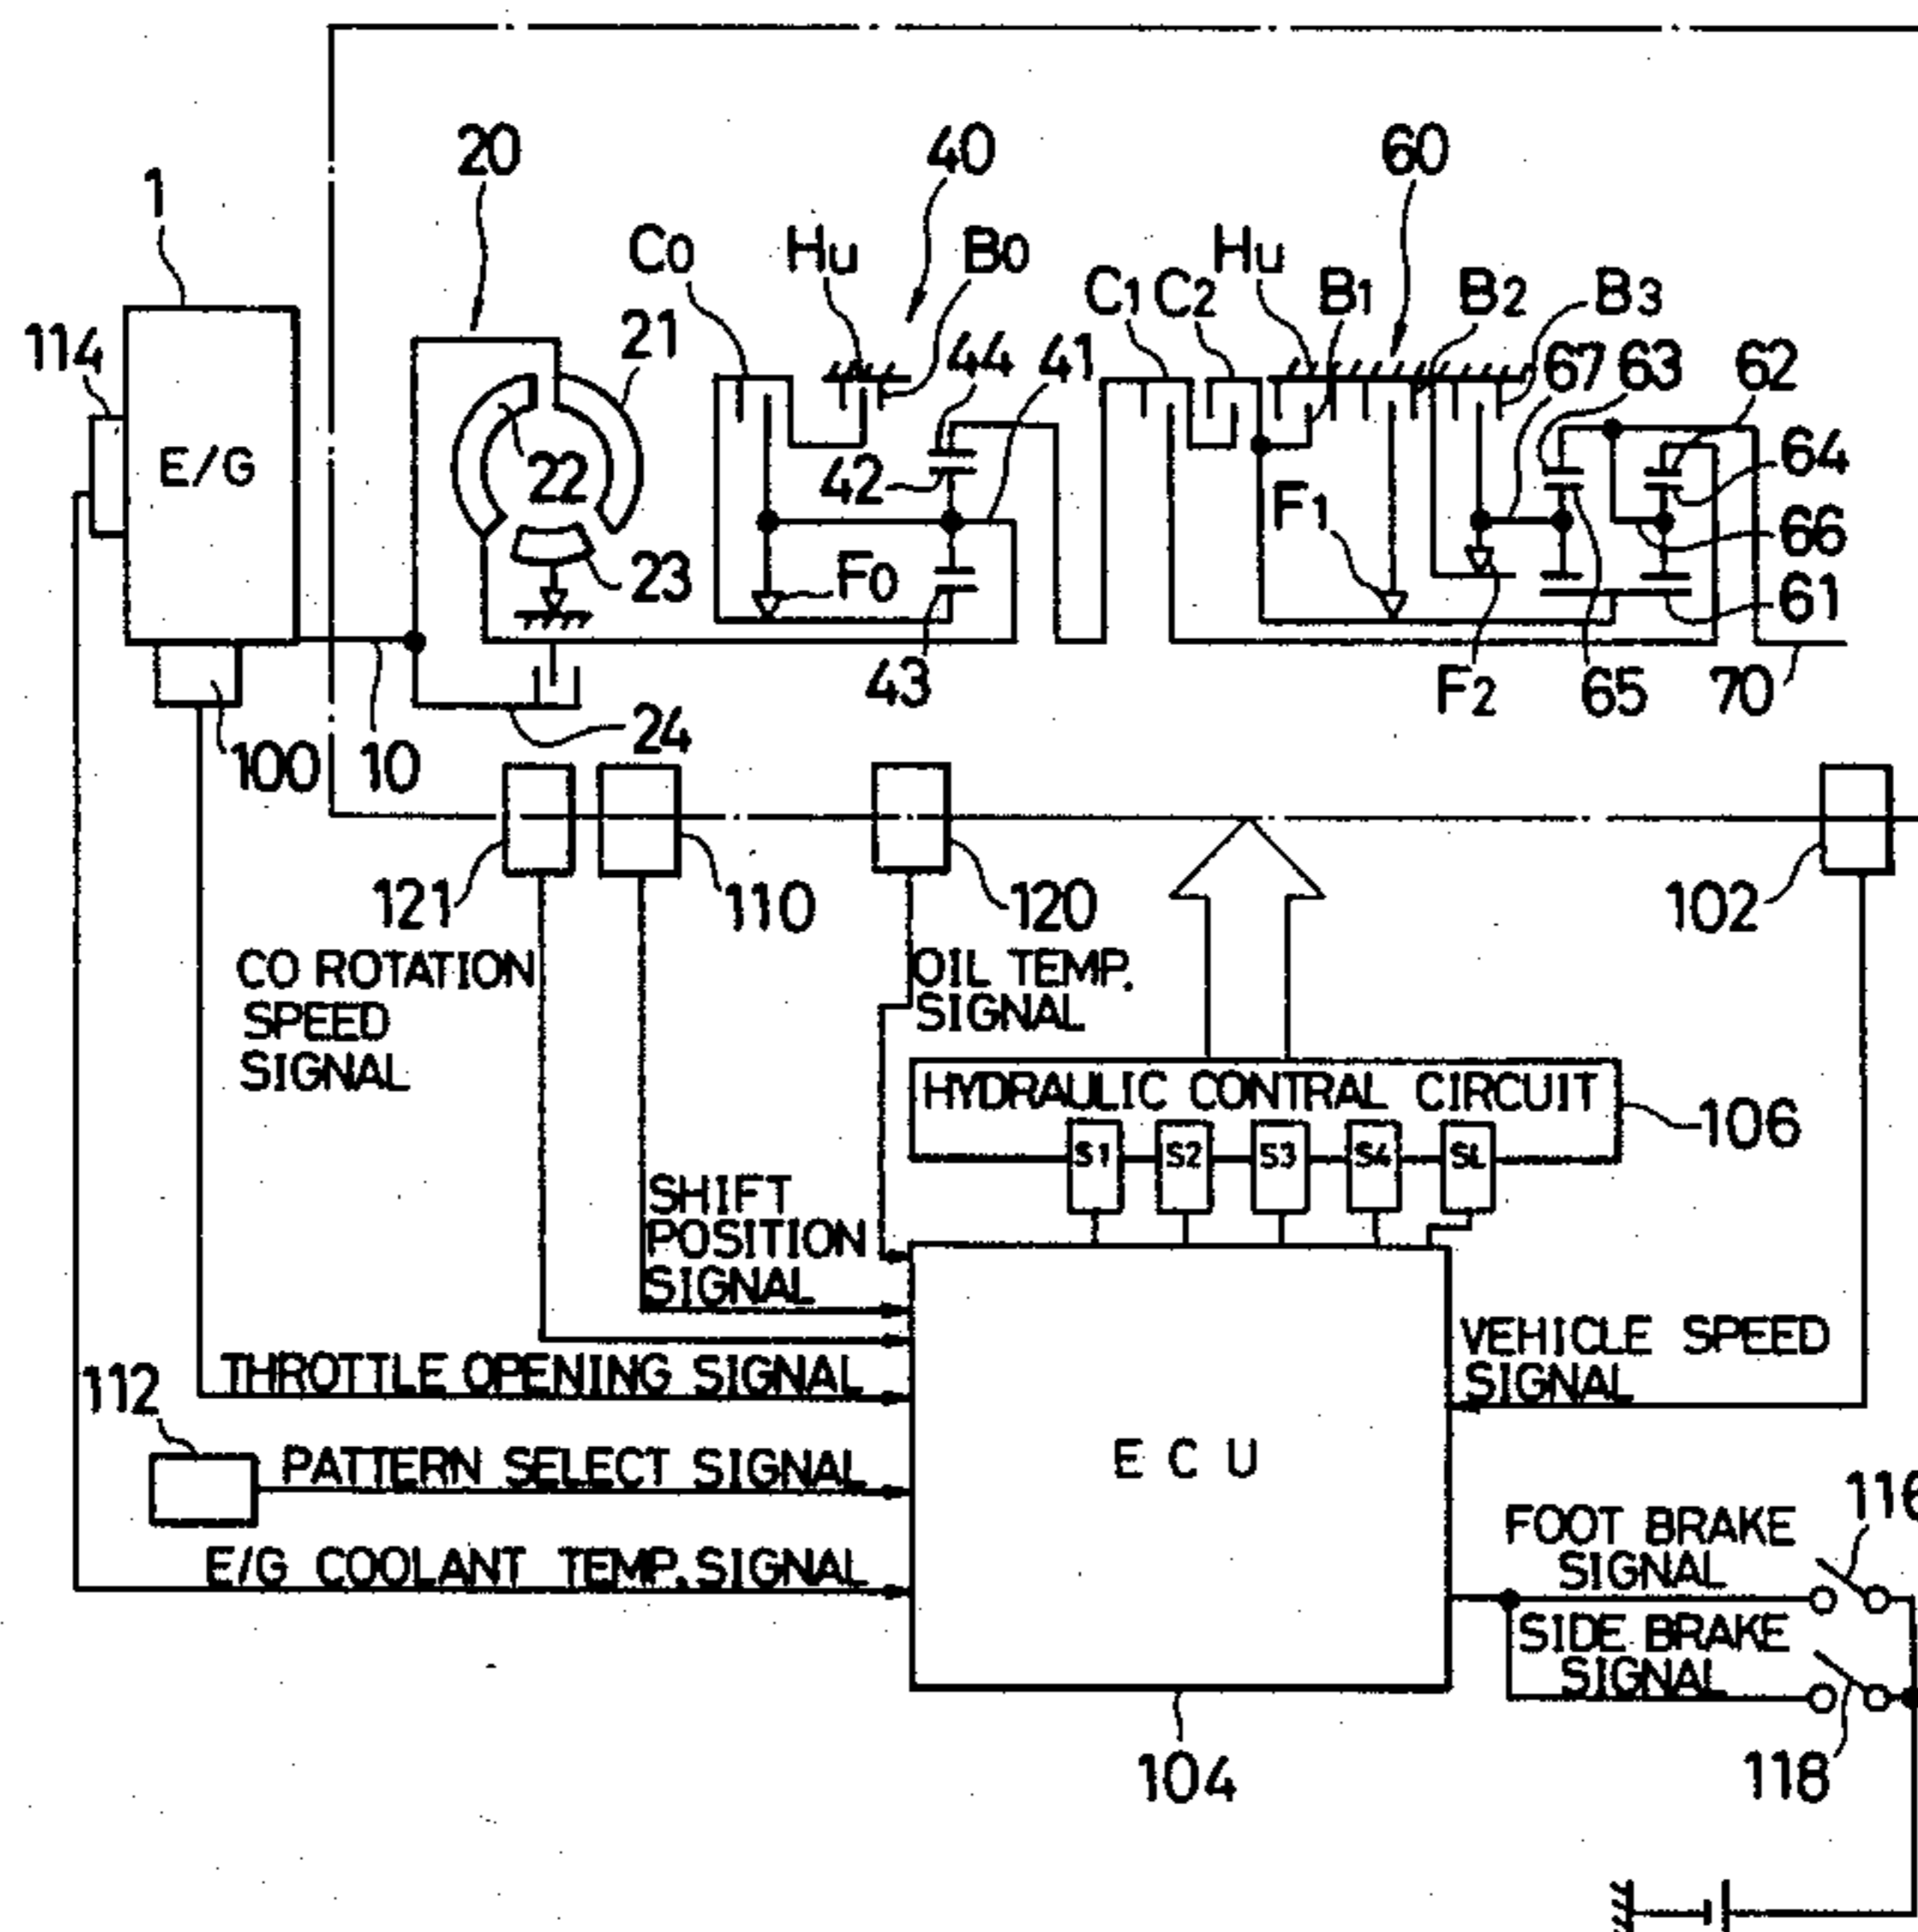 20
40
60
1
C0
Hu
B0
C1
C2
Hu
B1
B2
B3
114
21
44
41
67
63
62
E/G
22
42
F1
64
23
F0
66
61
43
F2
65
70
100
10
24
121
110
120
102
CO ROTATION
SPEED
SIGNAL
OIL TEMP.
SIGNAL
HYDRAULIC CONTRAL CIRCUIT
106
S1
S2
S3
S4
SL
SHIFT
POSITION
SIGNAL
VEHICLE SPEED
SIGNAL
THROTTLE OPENING SIGNAL
112
PATTERN SELECT SIGNAL
E C U
116
FOOT BRAKE
SIGNAL
E/G COOLANT TEMP. SIGNAL
SIDE BRAKE
SIGNAL
104
118